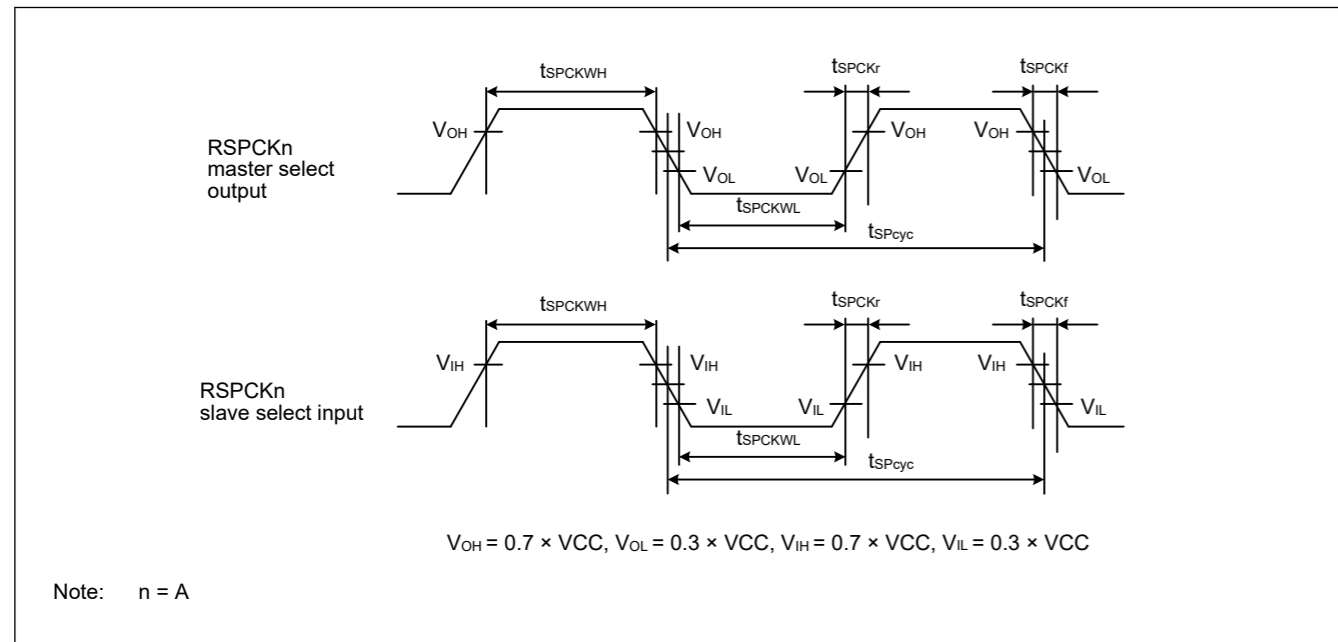 tSPCKWH tSPCKr tSPCKf
VOH VOH VOH VOH
RSPCKn
master select
output
VOL VOL VOL
tSPCKWL
tSPcyc
tSPCKWH tSPCKr tSPCKf
VIH VIH VIH VIH
RSPCKn
slave select input
VIL VIL VIL
tSPCKWL
tSPcyc
VOH = 0.7 × VCC, VOL = 0.3 × VCC, VIH = 0.7 × VCC, VIL = 0.3 × VCC
Note: n = A